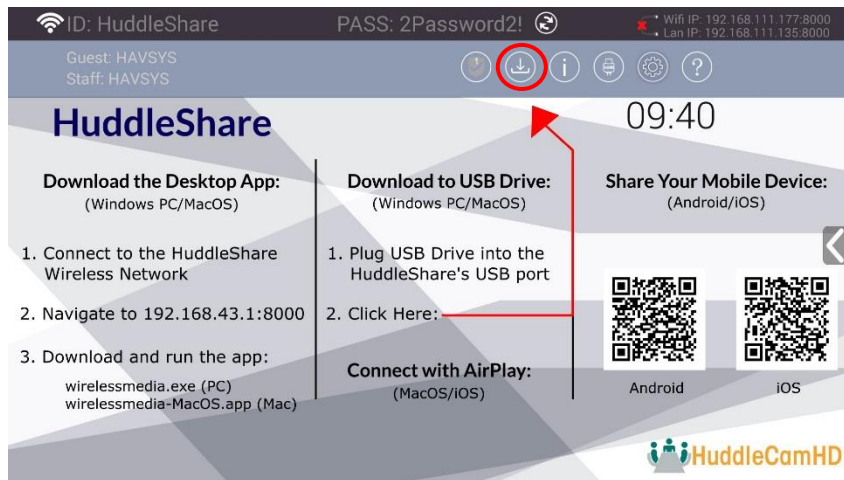 ID: HuddleShare
PASS: 2Password2!
Wifi IP: 192.168.111.177:8000
Lan IP: 192.168.111.135:8000
Guest: HAVSYS
Staff: HAVSYS
i
?
HuddleShare
09:40
Download the Desktop App:
(Windows PC/MacOS)
1. Connect to the HuddleShare
Wireless Network
2. Navigate to 192.168.43.1:8000
3. Download and run the app:
wirelessmedia.exe (PC)
wirelessmedia-MacOS.app (Mac)
Download to USB Drive:
(Windows PC/MacOS)
1. Plug USB Drive into the
HuddleShare's USB port
2. Click Here:
Connect with AirPlay:
(MacOS/iOS)
Share Your Mobile Device:
(Android/iOS)
Android
iOS
HuddleCamHD